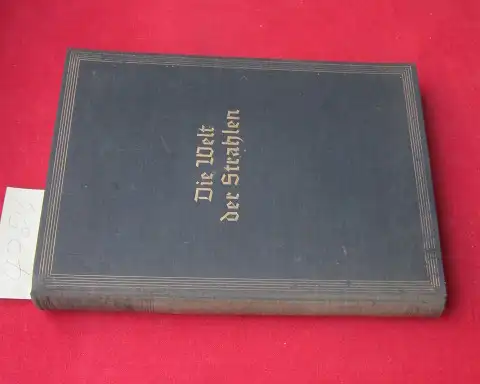 Die Welt
der Strahlen